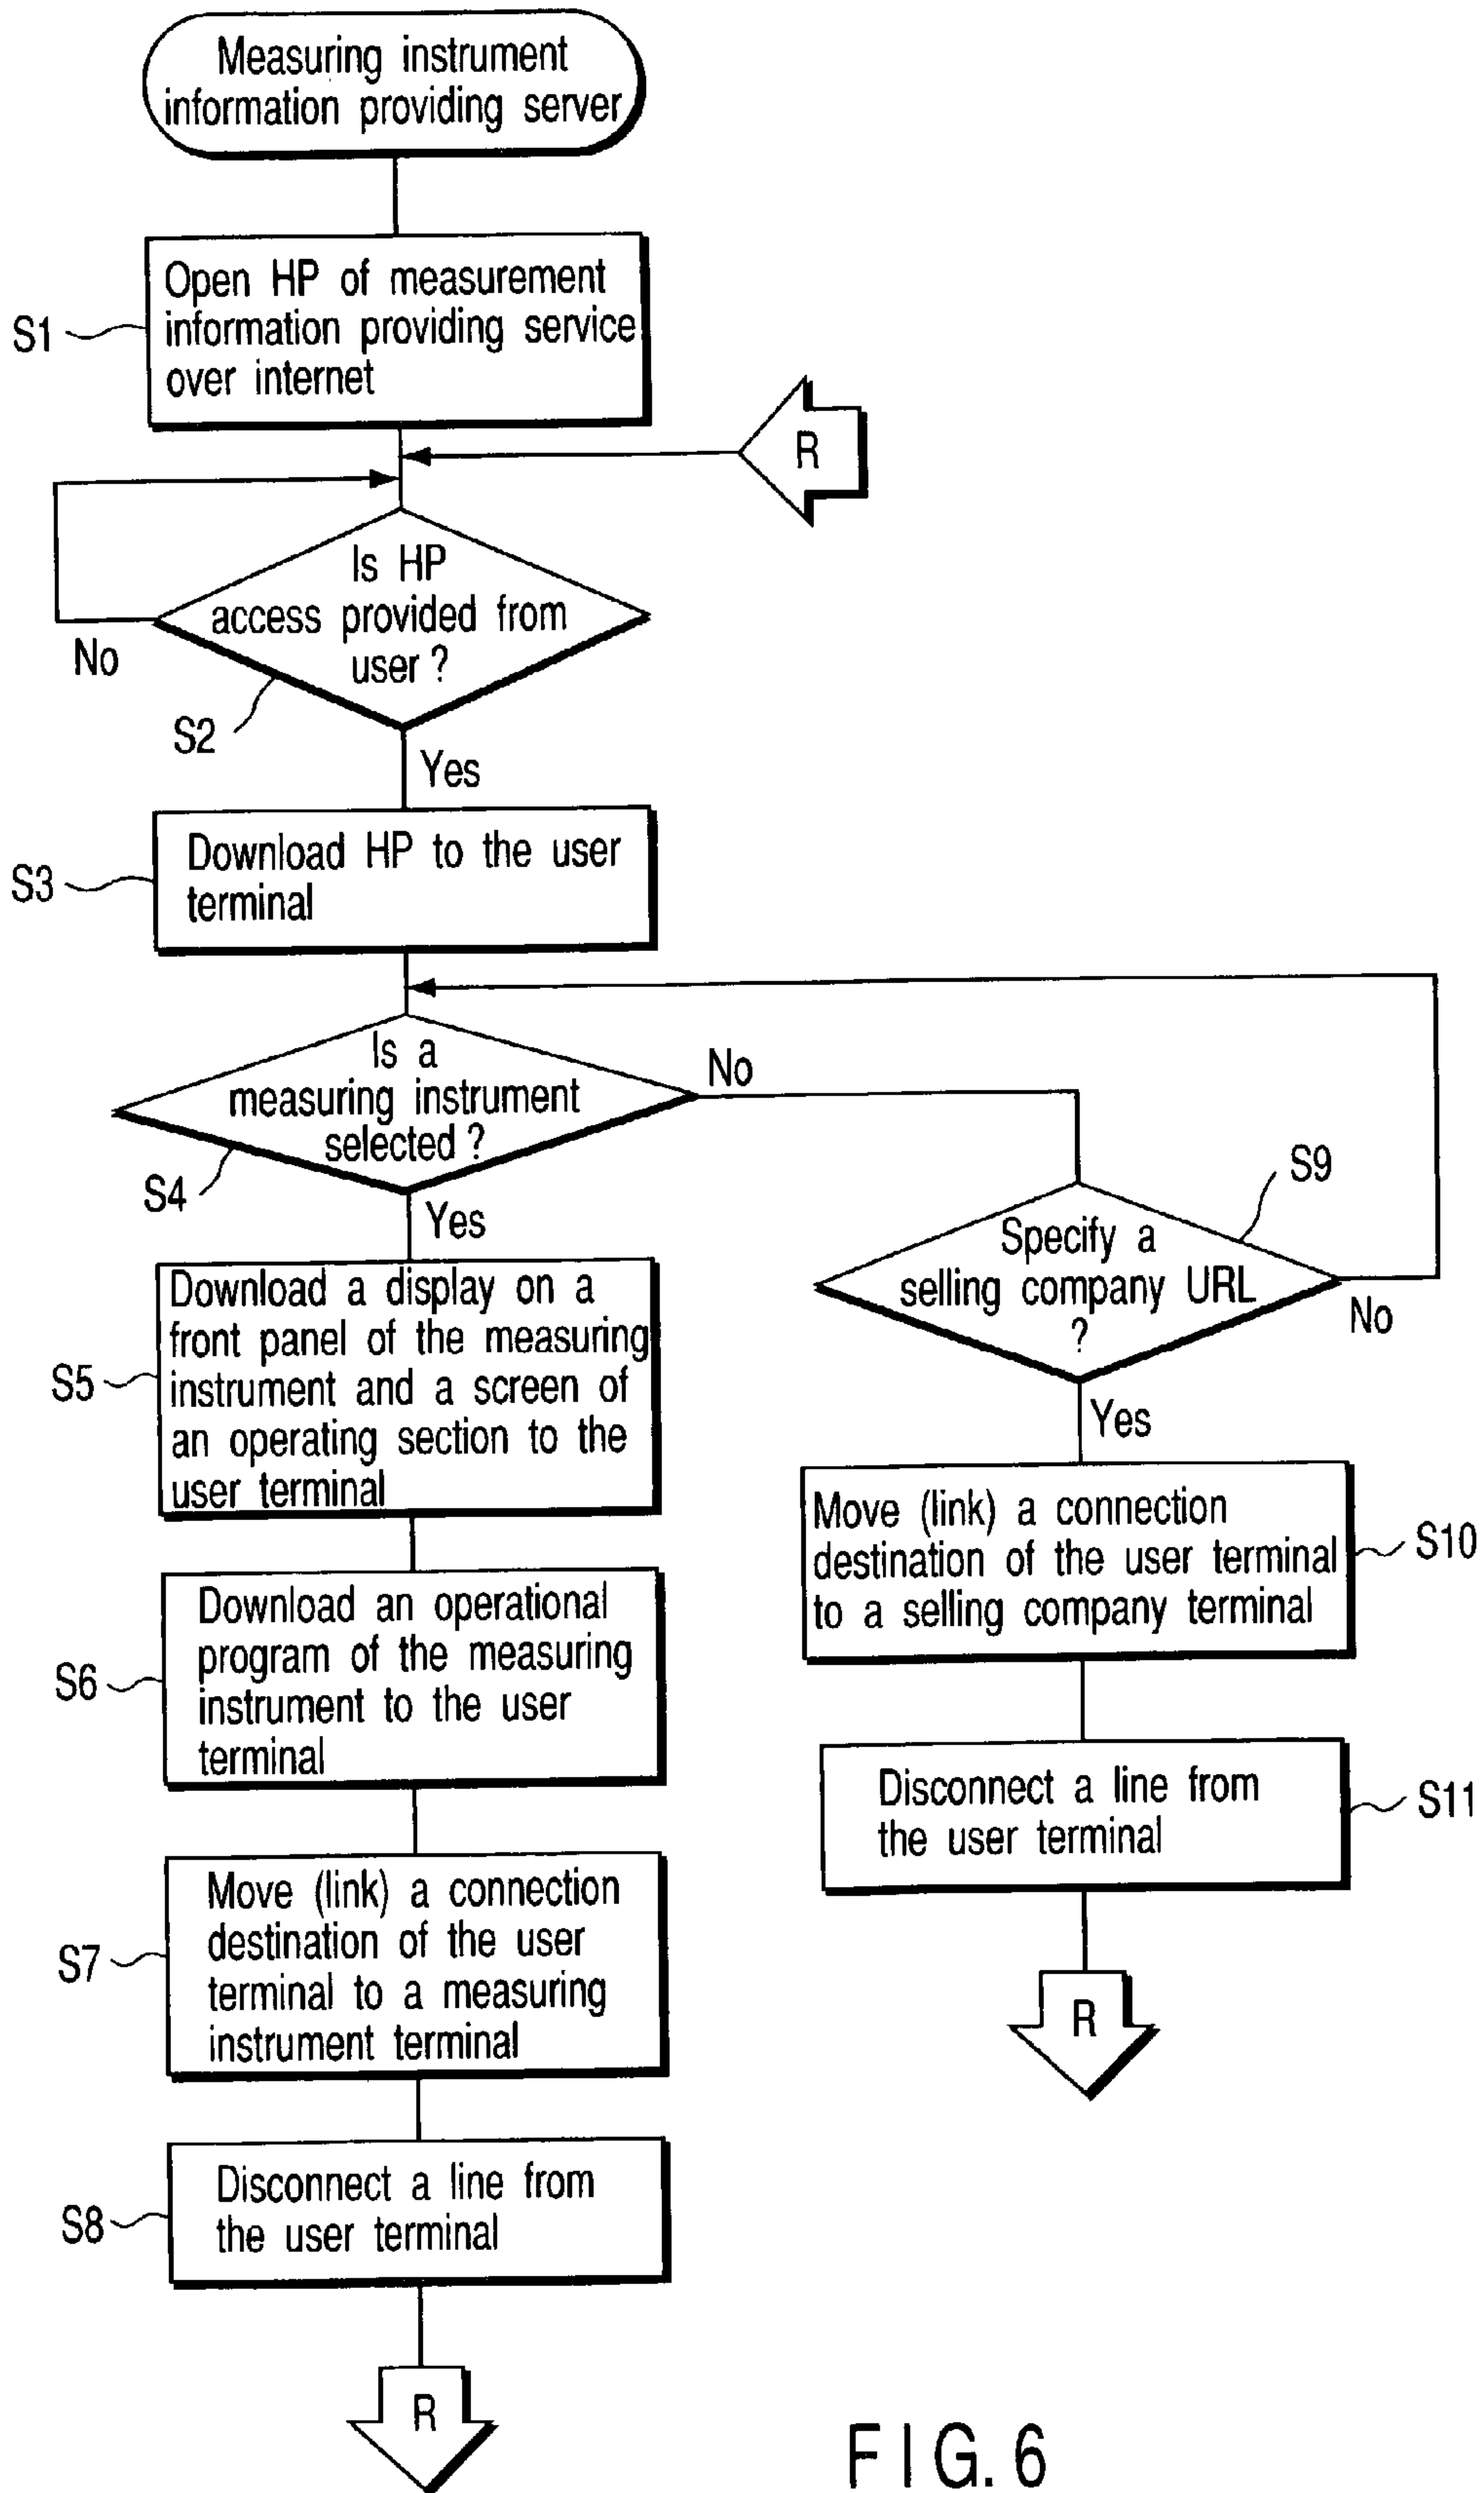 Measuring instrument
information providing server
S1
Open HP of measurement
information providing service
over internet
R
Is HP
access provided from
user ?
No
S2
Yes
S3
Download HP to the user
terminal
Is a
measuring instrument
selected ?
No
S4
Yes
S5
Download a display on a
front panel of the measuring
instrument and a screen of
an operating section to the
user terminal
S6
Download an operational
program of the measuring
instrument to the user
terminal
S7
Move (link) a connection
destination of the user
terminal to a measuring
instrument terminal
S8
Disconnect a line from
the user terminal
R
S9
Specify a
selling company URL
?
No
Yes
Move (link) a connection
destination of the user terminal
to a selling company terminal
S10
Disconnect a line from
the user terminal
S11
R
FIG. 6